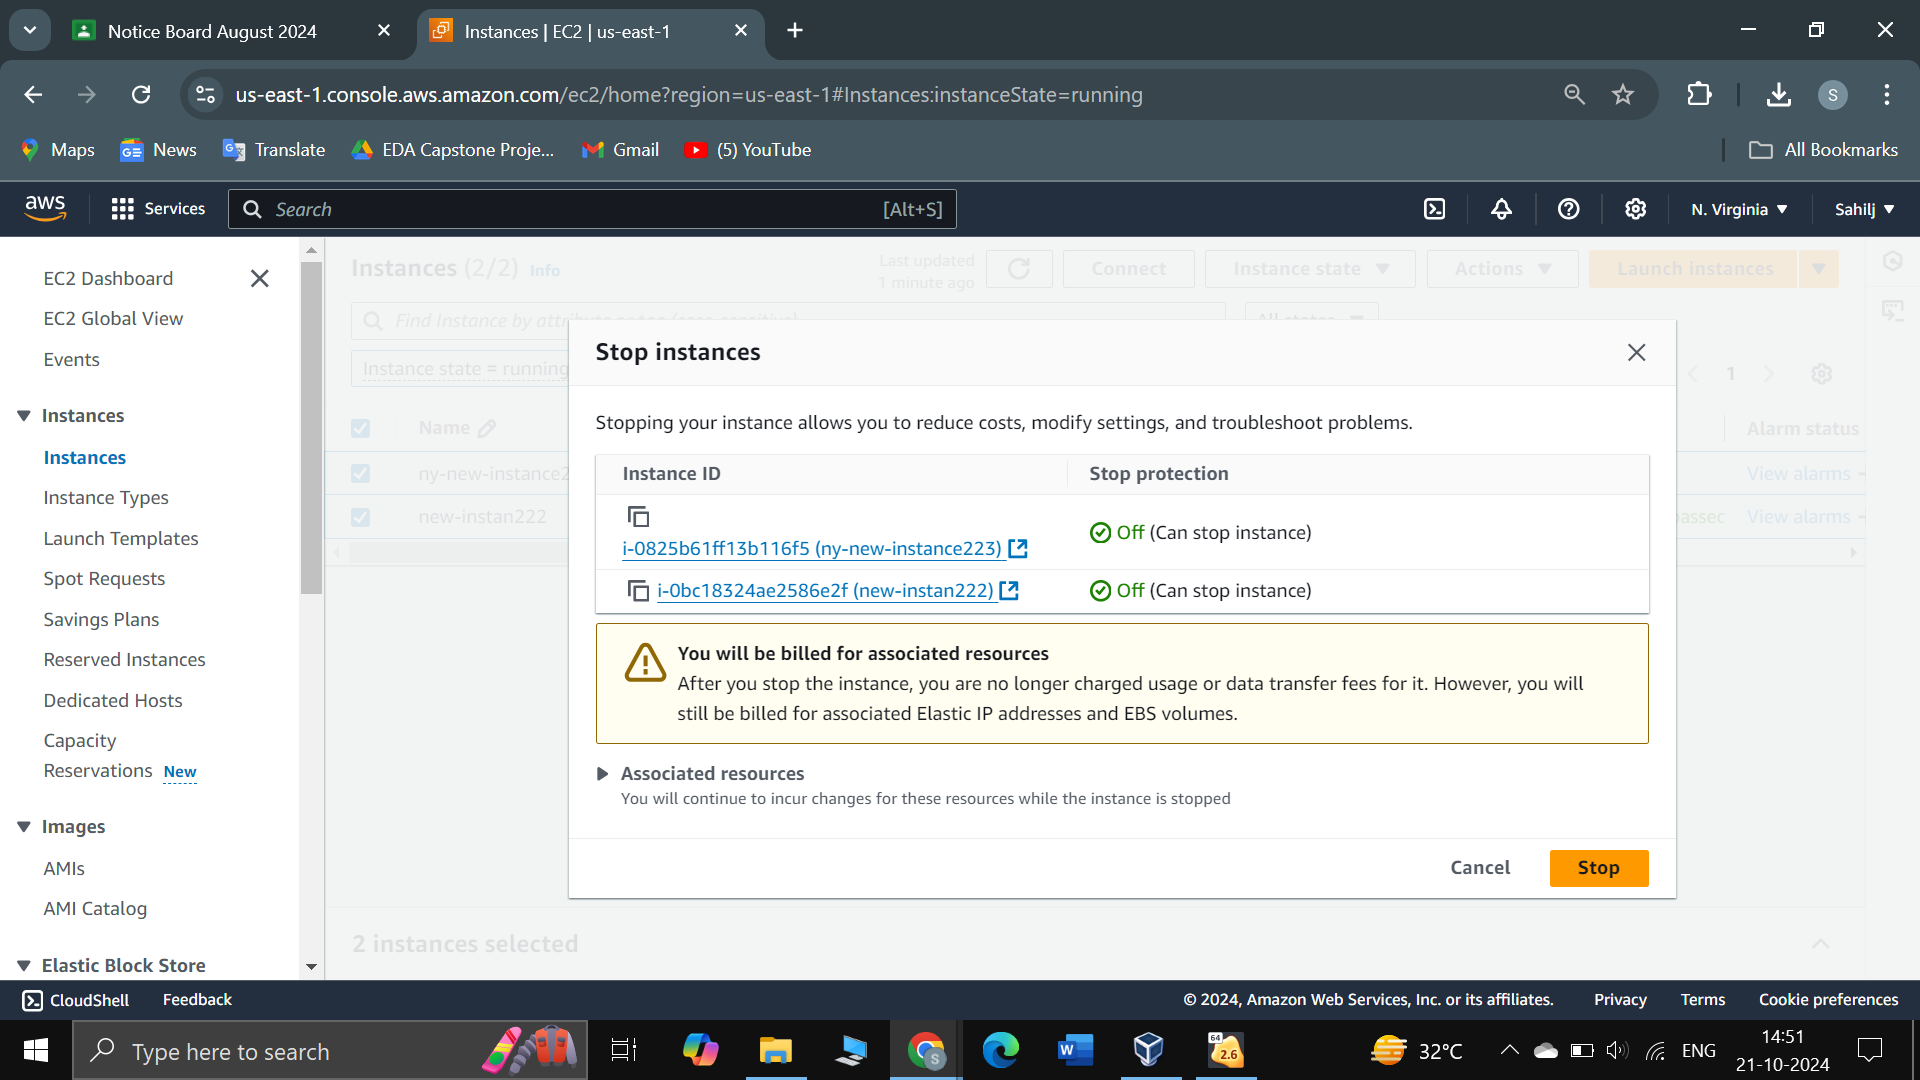 Notice Board August 2024
Instances | EC2 | us-east-1
us-east-1.console.aws.amazon.com/ec2/home?region=us-east-1#Instances:instanceState=running
S
Maps
News
Translate
EDA Capstone Proje...
Gmail
(5) YouTube
All Bookmarks
aws
Services
Search
[Alt+S]
N. Virginia
Sahilj
EC2 Dashboard
EC2 Global View
Events
Instances
Instances
Instance Types
Launch Templates
Spot Requests
Savings Plans
Reserved Instances
Dedicated Hosts
Capacity
Reservations New
Images
AMIs
AMI Catalog
Elastic Block Store
Instances (2/2) Info
Last updated
1 minute ago
Connect
Instance state
Actions
Launch instances
Find Instance by
All states
Instance state = running
1
Name
Alarm status
ny-new-instance2
View alarms
new-instan222
View alarms
Stop instances
Stopping your instance allows you to reduce costs, modify settings, and troubleshoot problems.
Instance ID
Stop protection
i-0825b61ff13b116f5 (ny-new-instance223)
Off (Can stop instance)
i-0bc18324ae2586e2f (new-instan222)
Off (Can stop instance)
You will be billed for associated resources
After you stop the instance, you are no longer charged usage or data transfer fees for it. However, you will
still be billed for associated Elastic IP addresses and EBS volumes.
Associated resources
You will continue to incur changes for these resources while the instance is stopped
Cancel
Stop
2 instances selected
CloudShell
Feedback
© 2024, Amazon Web Services, Inc. or its affiliates.
Privacy
Terms
Cookie preferences
Type here to search
S
W
64
2.6
32°C
ENG
14:51
21-10-2024